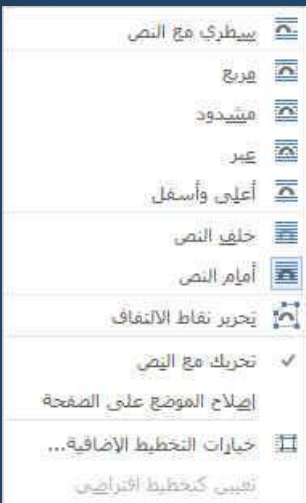 سطري مع النص
مربع
مشدود
عبر
أعلى وأسفل
خلف النص
أمام النص
تحرير نقاط الالتفاف
تحريك مع النص
إصلاح الموضع على الصفحة
خيارات التخطيط الإضافية...
تعيين كتخطيط افتراضي